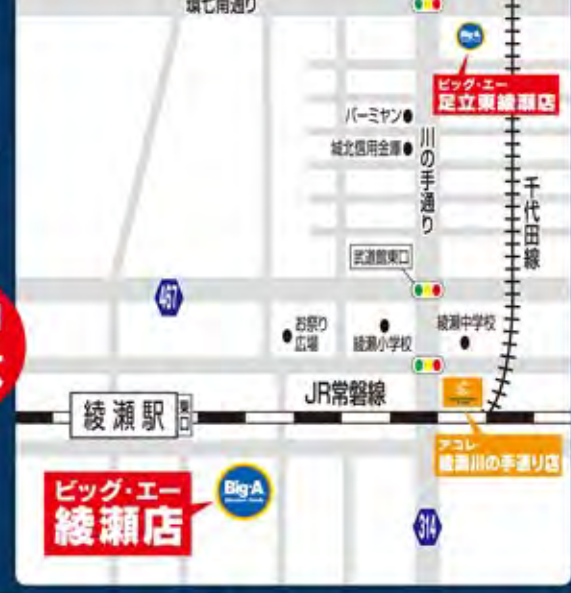 環七南通り
Big-A
ビッグ・エー
足立東綾瀬店
バーミヤン
城北信用金庫
川の手通り
千代田線
武道館東口
467
お祭り
広場
綾瀬小学校
綾瀬中学校
JR常磐線
綾瀬駅
東口
アコレ
綾瀬川の手通り店
ビッグ・エー
綾瀬店
Big-A
314